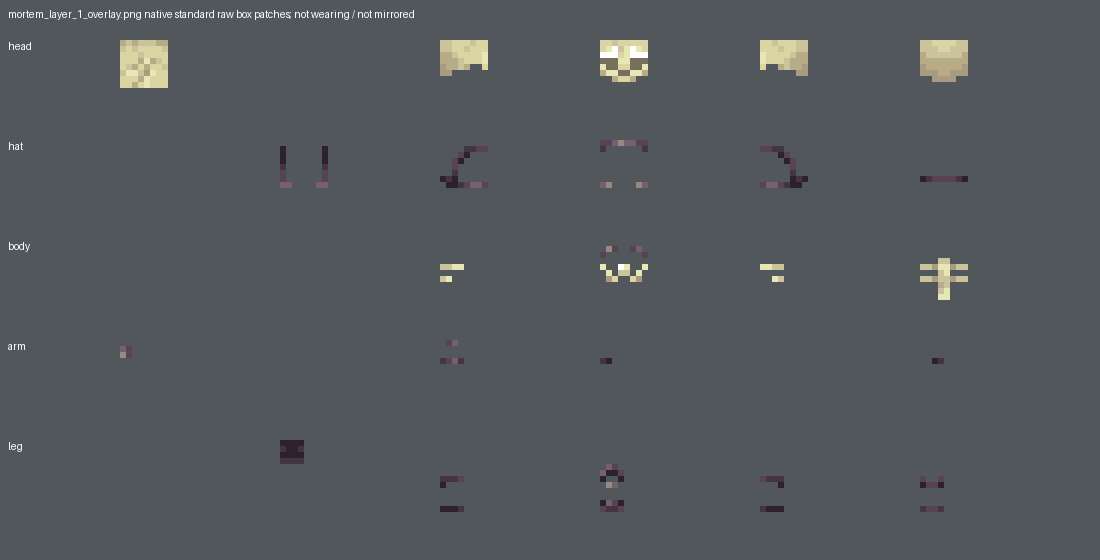 mortem_layer_1_overlay.png native standard raw box patches; not wearing / not mirrored
head
hat
body
arm
leg